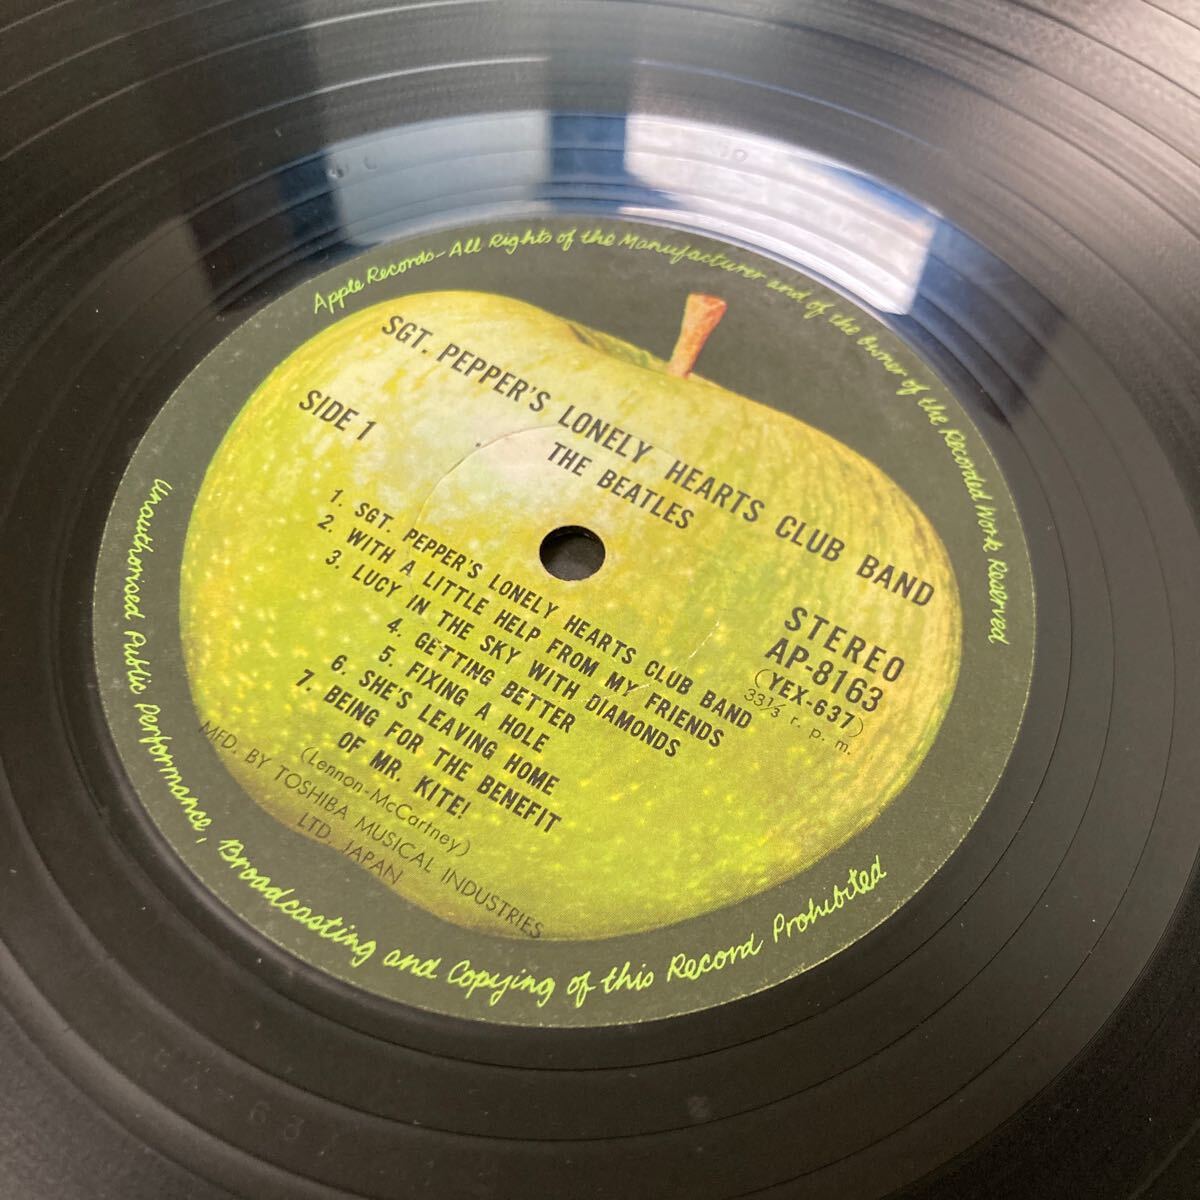 Apple Records-All Rights of the Manufacturer and of the Owner of the Recorded Work Reserved
SGT. PEPPER'S LONELY HEARTS CLUB BAND
THE BEATLES
SIDE 1
STEREO
AP-8163
(YEX-637)
33 1/3 r. p. m.
1. SGT. PEPPER'S LONELY HEARTS CLUB BAND
2. WITH A LITTLE HELP FROM MY FRIENDS
3. LUCY IN THE SKY WITH DIAMONDS
4. GETTING BETTER
5. FIXING A HOLE
6. SHE'S LEAVING HOME
7. BEING FOR THE BENEFIT
OF MR. KITE!
(Lennon-McCartney)
MFD. BY TOSHIBA MUSICAL INDUSTRIES
LTD. JAPAN
Unauthorised Public Performance, Broadcasting and Copying of this Record Prohibited